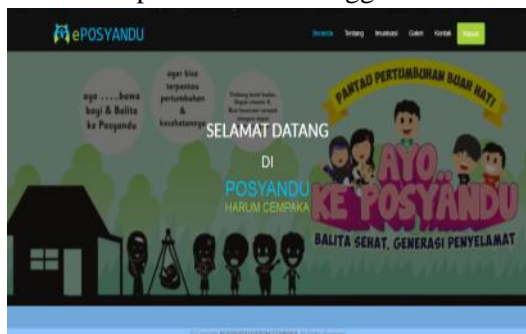 ePOSYANDU
Beranda Tentang Imunisasi Galeri Kontak Masuk
ayo .....bawa
bayi & Balita
ke Posyandu
agar bisa
terpantau
pertumbuhan
&
kesehatannya
SELAMAT DATANG
DI
POSYANDU
HARUM CEMPAKA
PANTAU PERTUMBUHAN BUAH HATI
AYO
KE POSYANDU
BALITA SEHAT, GENERASI PENYELAMAT